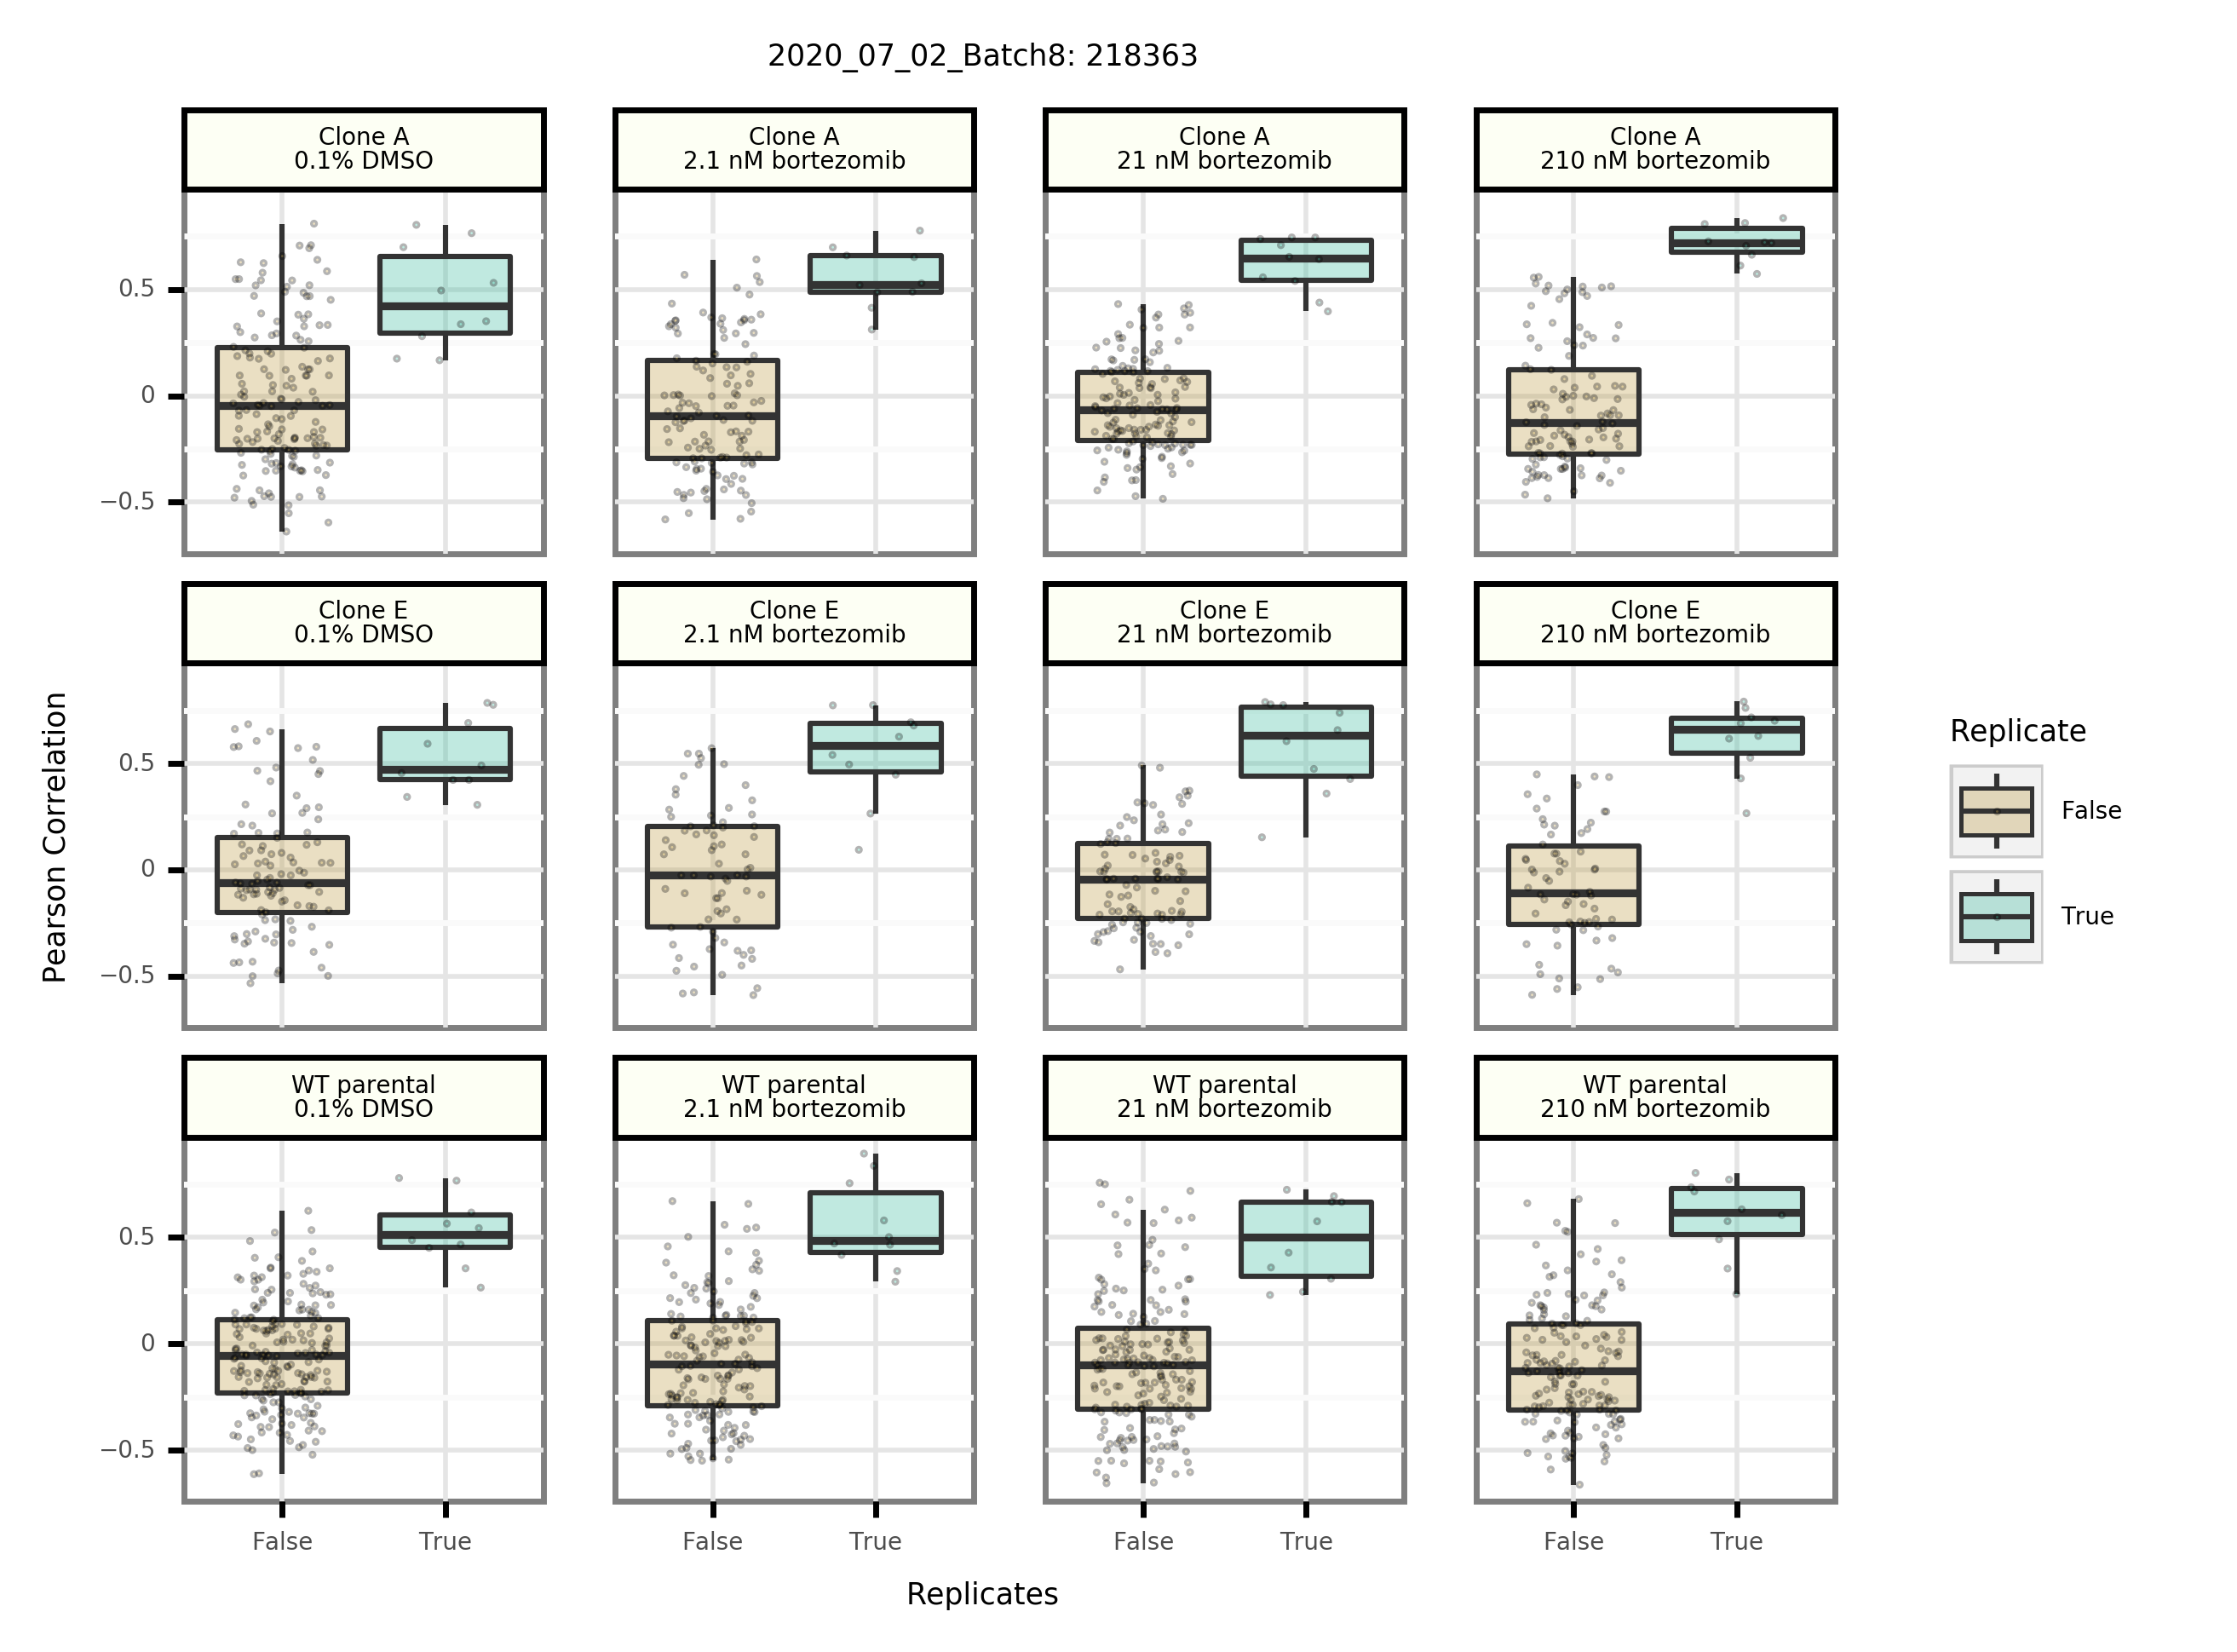 2020_07_02_Batch8: 218363
Clone A
0.1% DMSO
Clone A
2.1 nM bortezomib
Clone A
21 nM bortezomib
Clone A
210 nM bortezomib
0.5
0
−0.5
Clone E
0.1% DMSO
Clone E
2.1 nM bortezomib
Clone E
21 nM bortezomib
Clone E
210 nM bortezomib
0.5
0
−0.5
Pearson Correlation
Replicate
False
True
WT parental
0.1% DMSO
WT parental
2.1 nM bortezomib
WT parental
21 nM bortezomib
WT parental
210 nM bortezomib
0.5
0
−0.5
False
True
False
True
False
True
False
True
Replicates